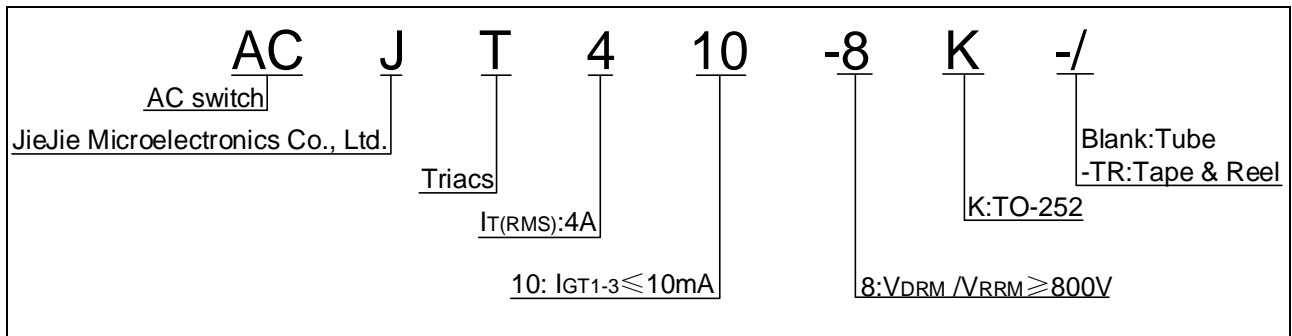 AC J T 4 10 -8 K -/
AC switch
JieJie Microelectronics Co., Ltd.
Blank:Tube
-TR:Tape & Reel
Triacs
K:TO-252
IT(RMS):4A
10: IGT1-3≤10mA
8:VDRM /VRRM≥800V